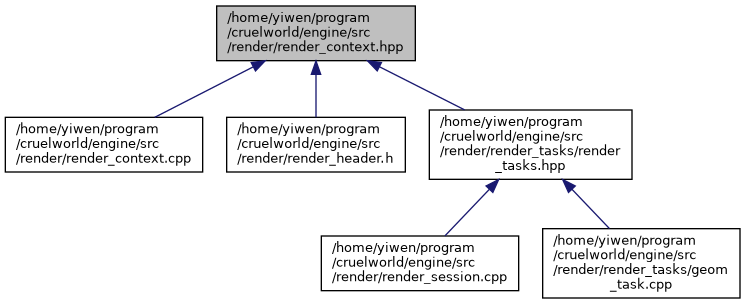 /home/yiwen/program
/cruelworld/engine/src
/render/render_context.hpp
/home/yiwen/program
/cruelworld/engine/src
/render/render_context.cpp
/home/yiwen/program
/cruelworld/engine/src
/render/render_header.h
/home/yiwen/program
/cruelworld/engine/src
/render/render_tasks/render
_tasks.hpp
/home/yiwen/program
/cruelworld/engine/src
/render/render_session.cpp
/home/yiwen/program
/cruelworld/engine/src
/render/render_tasks/geom
_task.cpp